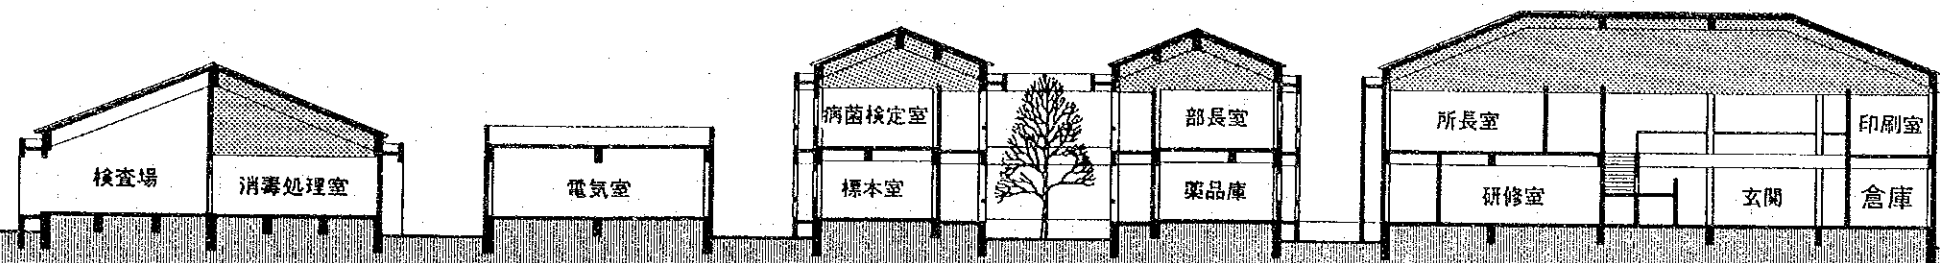 検査場
消毒処理室
電気室
病菌検定室
標本室
部長室
薬品庫
所長室
研修室
玄関
印刷室
倉庫